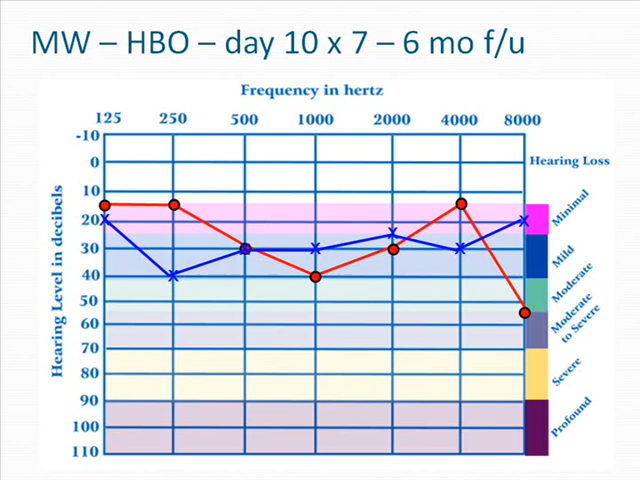 MW – HBO – day 10 x 7 – 6 mo f/u
Frequency in hertz
125 250 500 1000 2000 4000 8000
Hearing Level in decibels
-10
0
10
20
30
40
50
60
70
80
90
100
110
Hearing Loss
Minimal
Mild
Moderate
Moderate
to Severe
Severe
Profound